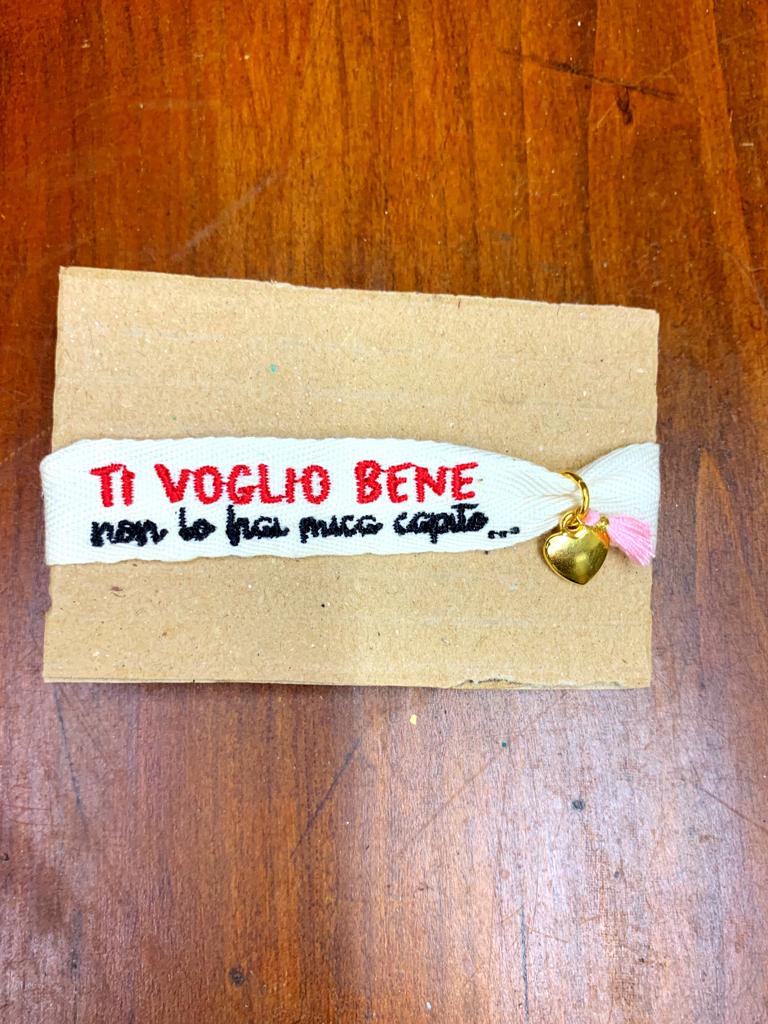 TI VOGLIO BENE
non lo hai mica capito...